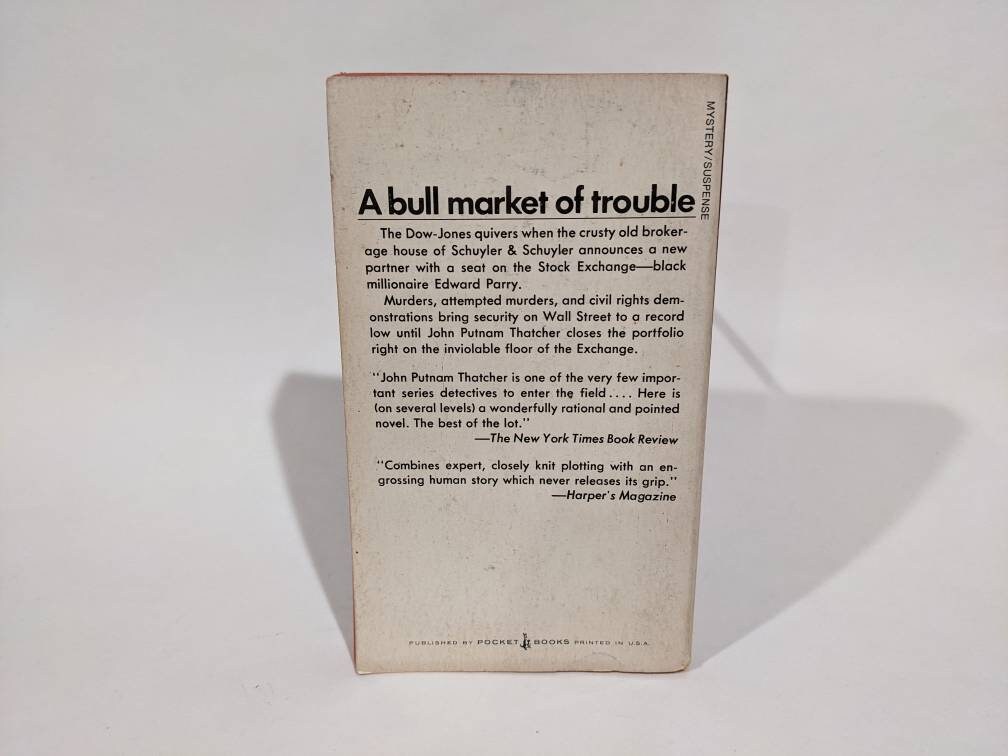 MYSTERY/SUSPENSE
A bull market of trouble
The Dow-Jones quivers when the crusty old broker-
age house of Schuyler & Schuyler announces a new
partner with a seat on the Stock Exchange—black
millionaire Edward Parry.
Murders, attempted murders, and civil rights dem-
onstrations bring security on Wall Street to a record
low until John Putnam Thatcher closes the portfolio
right on the inviolable floor of the Exchange.
"John Putnam Thatcher is one of the very few impor-
tant series detectives to enter the field.... Here is
(on several levels) a wonderfully rational and pointed
novel. The best of the lot."
—The New York Times Book Review
"Combines expert, closely knit plotting with an en-
grossing human story which never releases its grip."
—Harper's Magazine
PUBLISHED BY POCKET BOOKS PRINTED IN U.S.A.